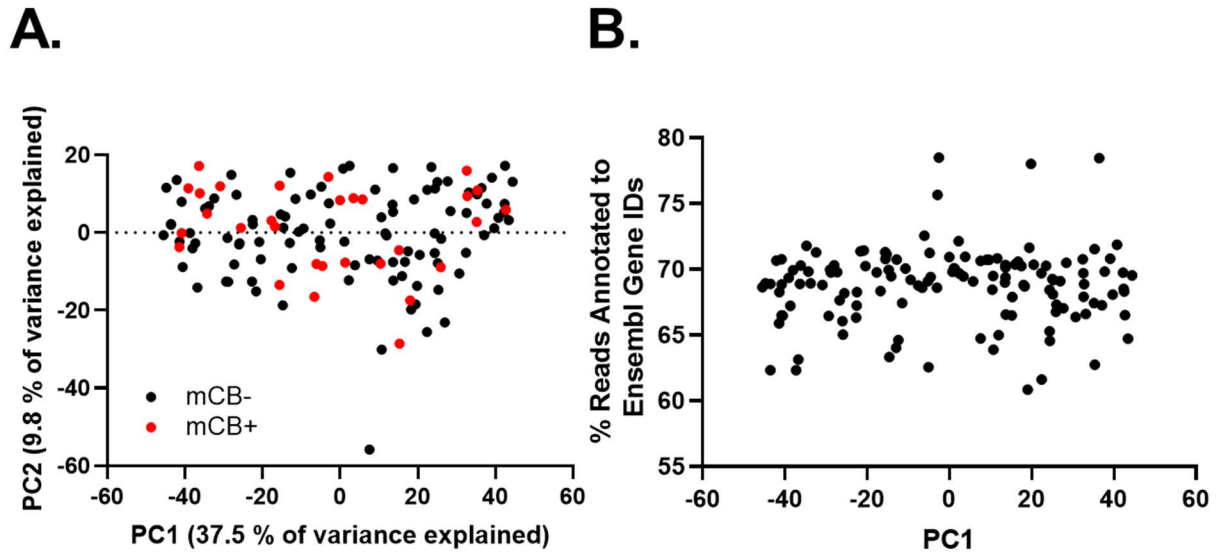 A.
PC2 (9.8 % of variance explained)
20
0
-20
-40
-60
mCB-
mCB+
-60
-40
-20
0
20
40
60
PC1 (37.5 % of variance explained)
B.
% Reads Annotated to
Ensembl Gene IDs
80
75
70
65
60
55
-60
-40
-20
0
20
40
60
PC1